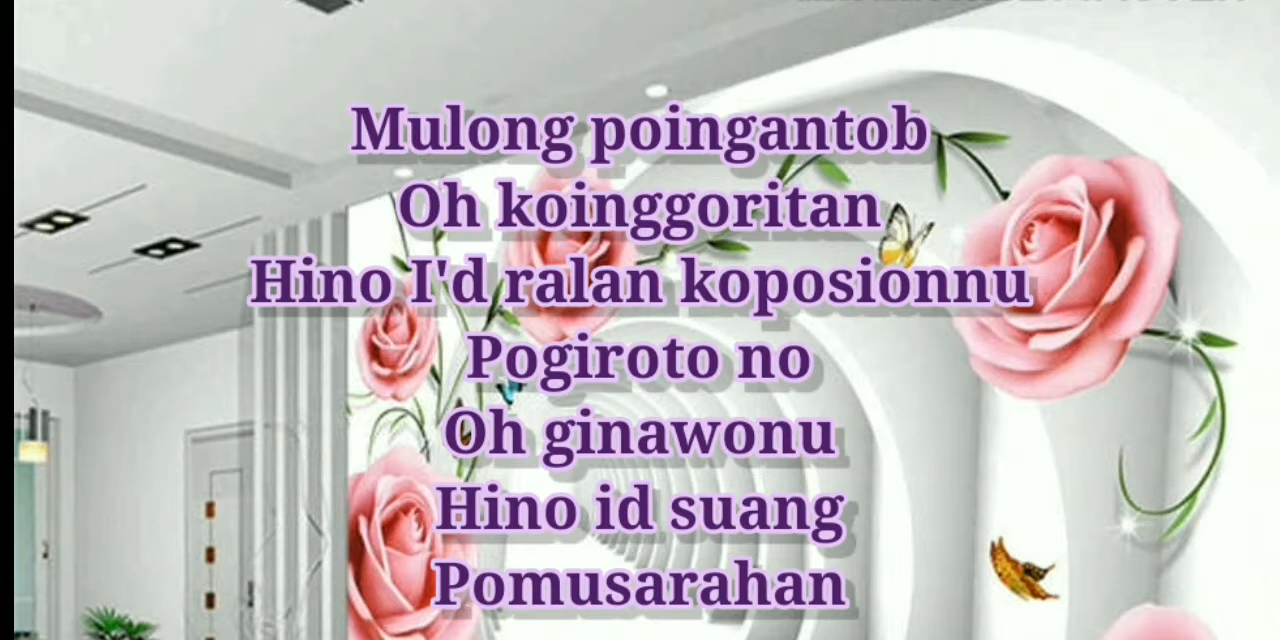 Mulong poingantob
Oh koinggoritan
Hino I'd ralan koposionnu
Pogiroto no
Oh ginawonu
Hino id suang
Pomusarahan